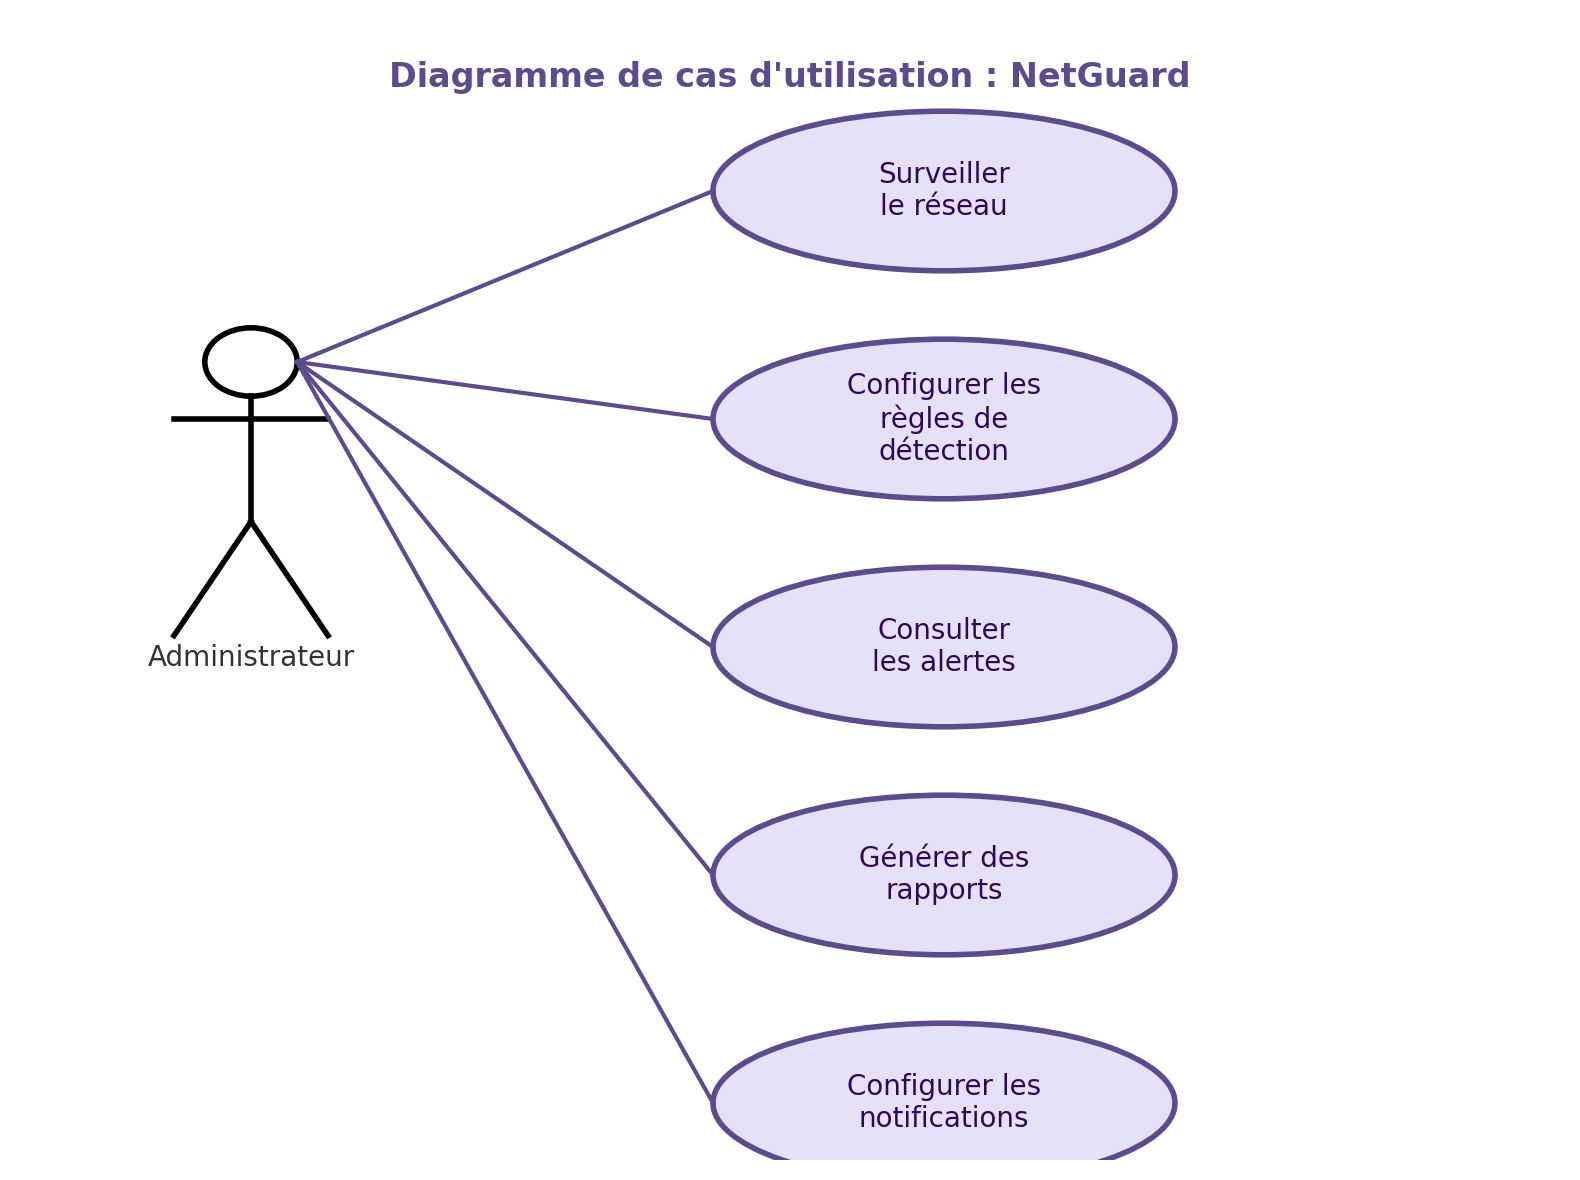 Diagramme de cas d'utilisation : NetGuard
Surveiller
le réseau
Configurer les
règles de
détection
Consulter
les alertes
Administrateur
Générer des
rapports
Configurer les
notifications